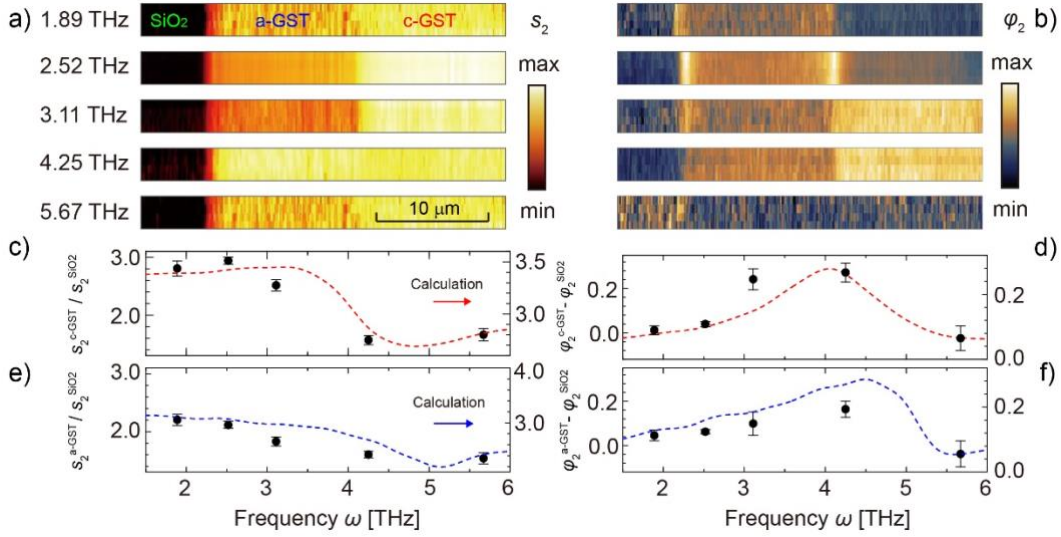 a)
1.89 THz
SiO₂
a-GST
c-GST
s₂
φ₂
b)
2.52 THz
max
max
3.11 THz
4.25 THz
5.67 THz
10 μm
min
min
c)
3.0
2.0
s₂ᶜ⁻ᴳˢᵀ / s₂ˢⁱᴼ²
Calculation
3.5
3.0
2.5
d)
0.2
0.0
φ₂ᶜ⁻ᴳˢᵀ - φ₂ˢⁱᴼ²
0.2
0.0
e)
3.0
2.0
s₂ᵃ⁻ᴳˢᵀ / s₂ˢⁱᴼ²
Calculation
4.0
3.0
2.0
f)
0.2
0.0
φ₂ᵃ⁻ᴳˢᵀ - φ₂ˢⁱᴼ²
0.2
0.0
2 3 4 5 6
Frequency ω [THz]
2 3 4 5 6
Frequency ω [THz]